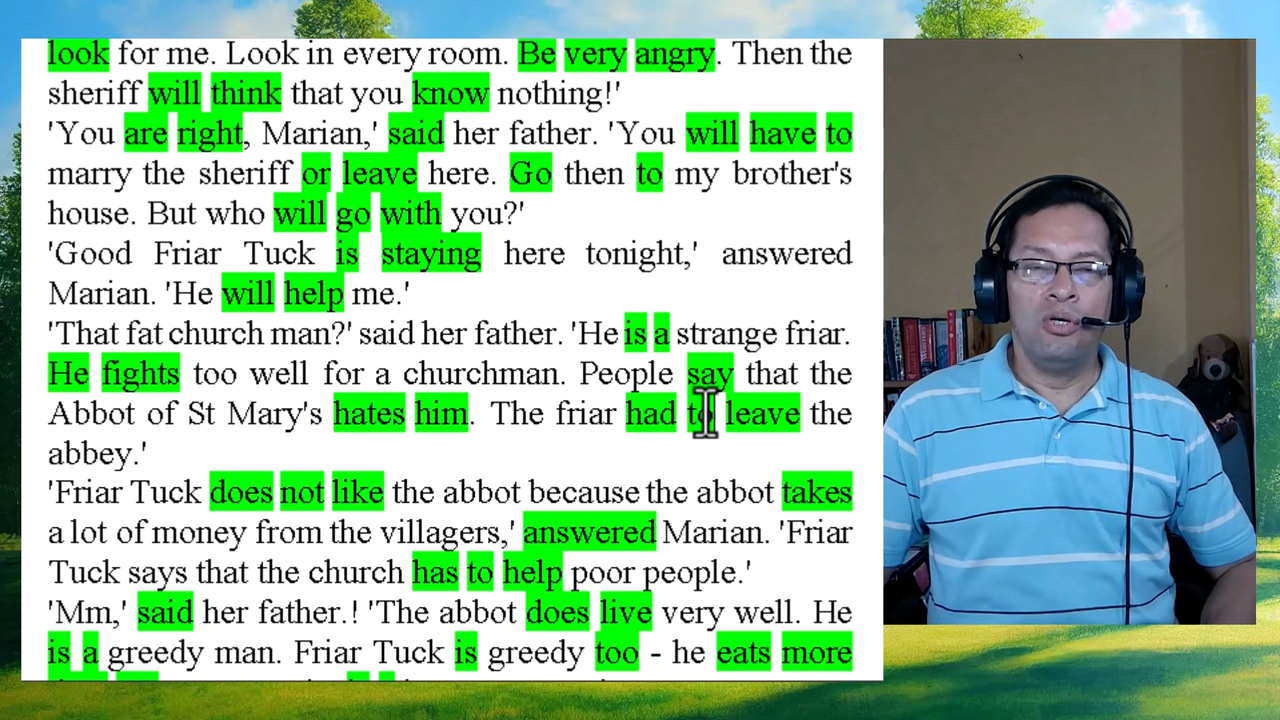 look for me. Look in every room. Be very angry. Then the
sheriff will think that you know nothing!'
'You are right, Marian,' said her father. 'You will have to
marry the sheriff or leave here. Go then to my brother's
house. But who will go with you?'
'Good Friar Tuck is staying here tonight,' answered
Marian. 'He will help me.'
'That fat church man?' said her father. 'He is a strange friar.
He fights too well for a churchman. People say that the
Abbot of St Mary's hates him. The friar had to leave the
abbey.'
'Friar Tuck does not like the abbot because the abbot takes
a lot of money from the villagers,' answered Marian. 'Friar
Tuck says that the church has to help poor people.'
'Mm,' said her father.! 'The abbot does live very well. He
is a greedy man. Friar Tuck is greedy too - he eats more